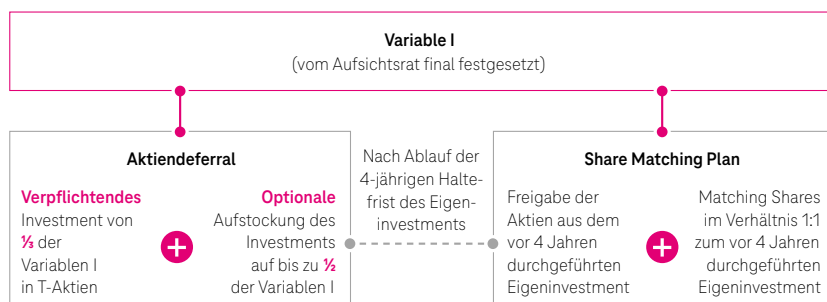 Variable I
(vom Aufsichtsrat final festgesetzt)
Aktiendeferral
Verpflichtendes
Investment von
⅓ der
Variablen I
in T-Aktien
Optionale
Aufstockung des
Investments
auf bis zu ½
der Variablen I
Nach Ablauf der
4-jährigen Halte-
frist des Eigen-
investments
Share Matching Plan
Freigabe der
Aktien aus dem
vor 4 Jahren
durchgeführten
Eigeninvestment
Matching Shares
im Verhältnis 1:1
zum vor 4 Jahren
durchgeführten
Eigeninvestment